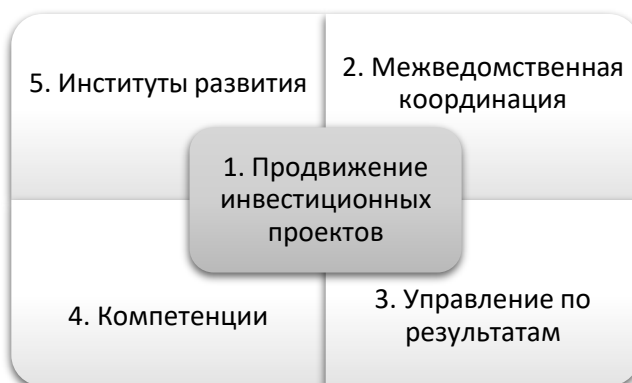 5. Институты развития
2. Межведомственная
координация
1. Продвижение
инвестиционных
проектов
4. Компетенции
3. Управление по
результатам